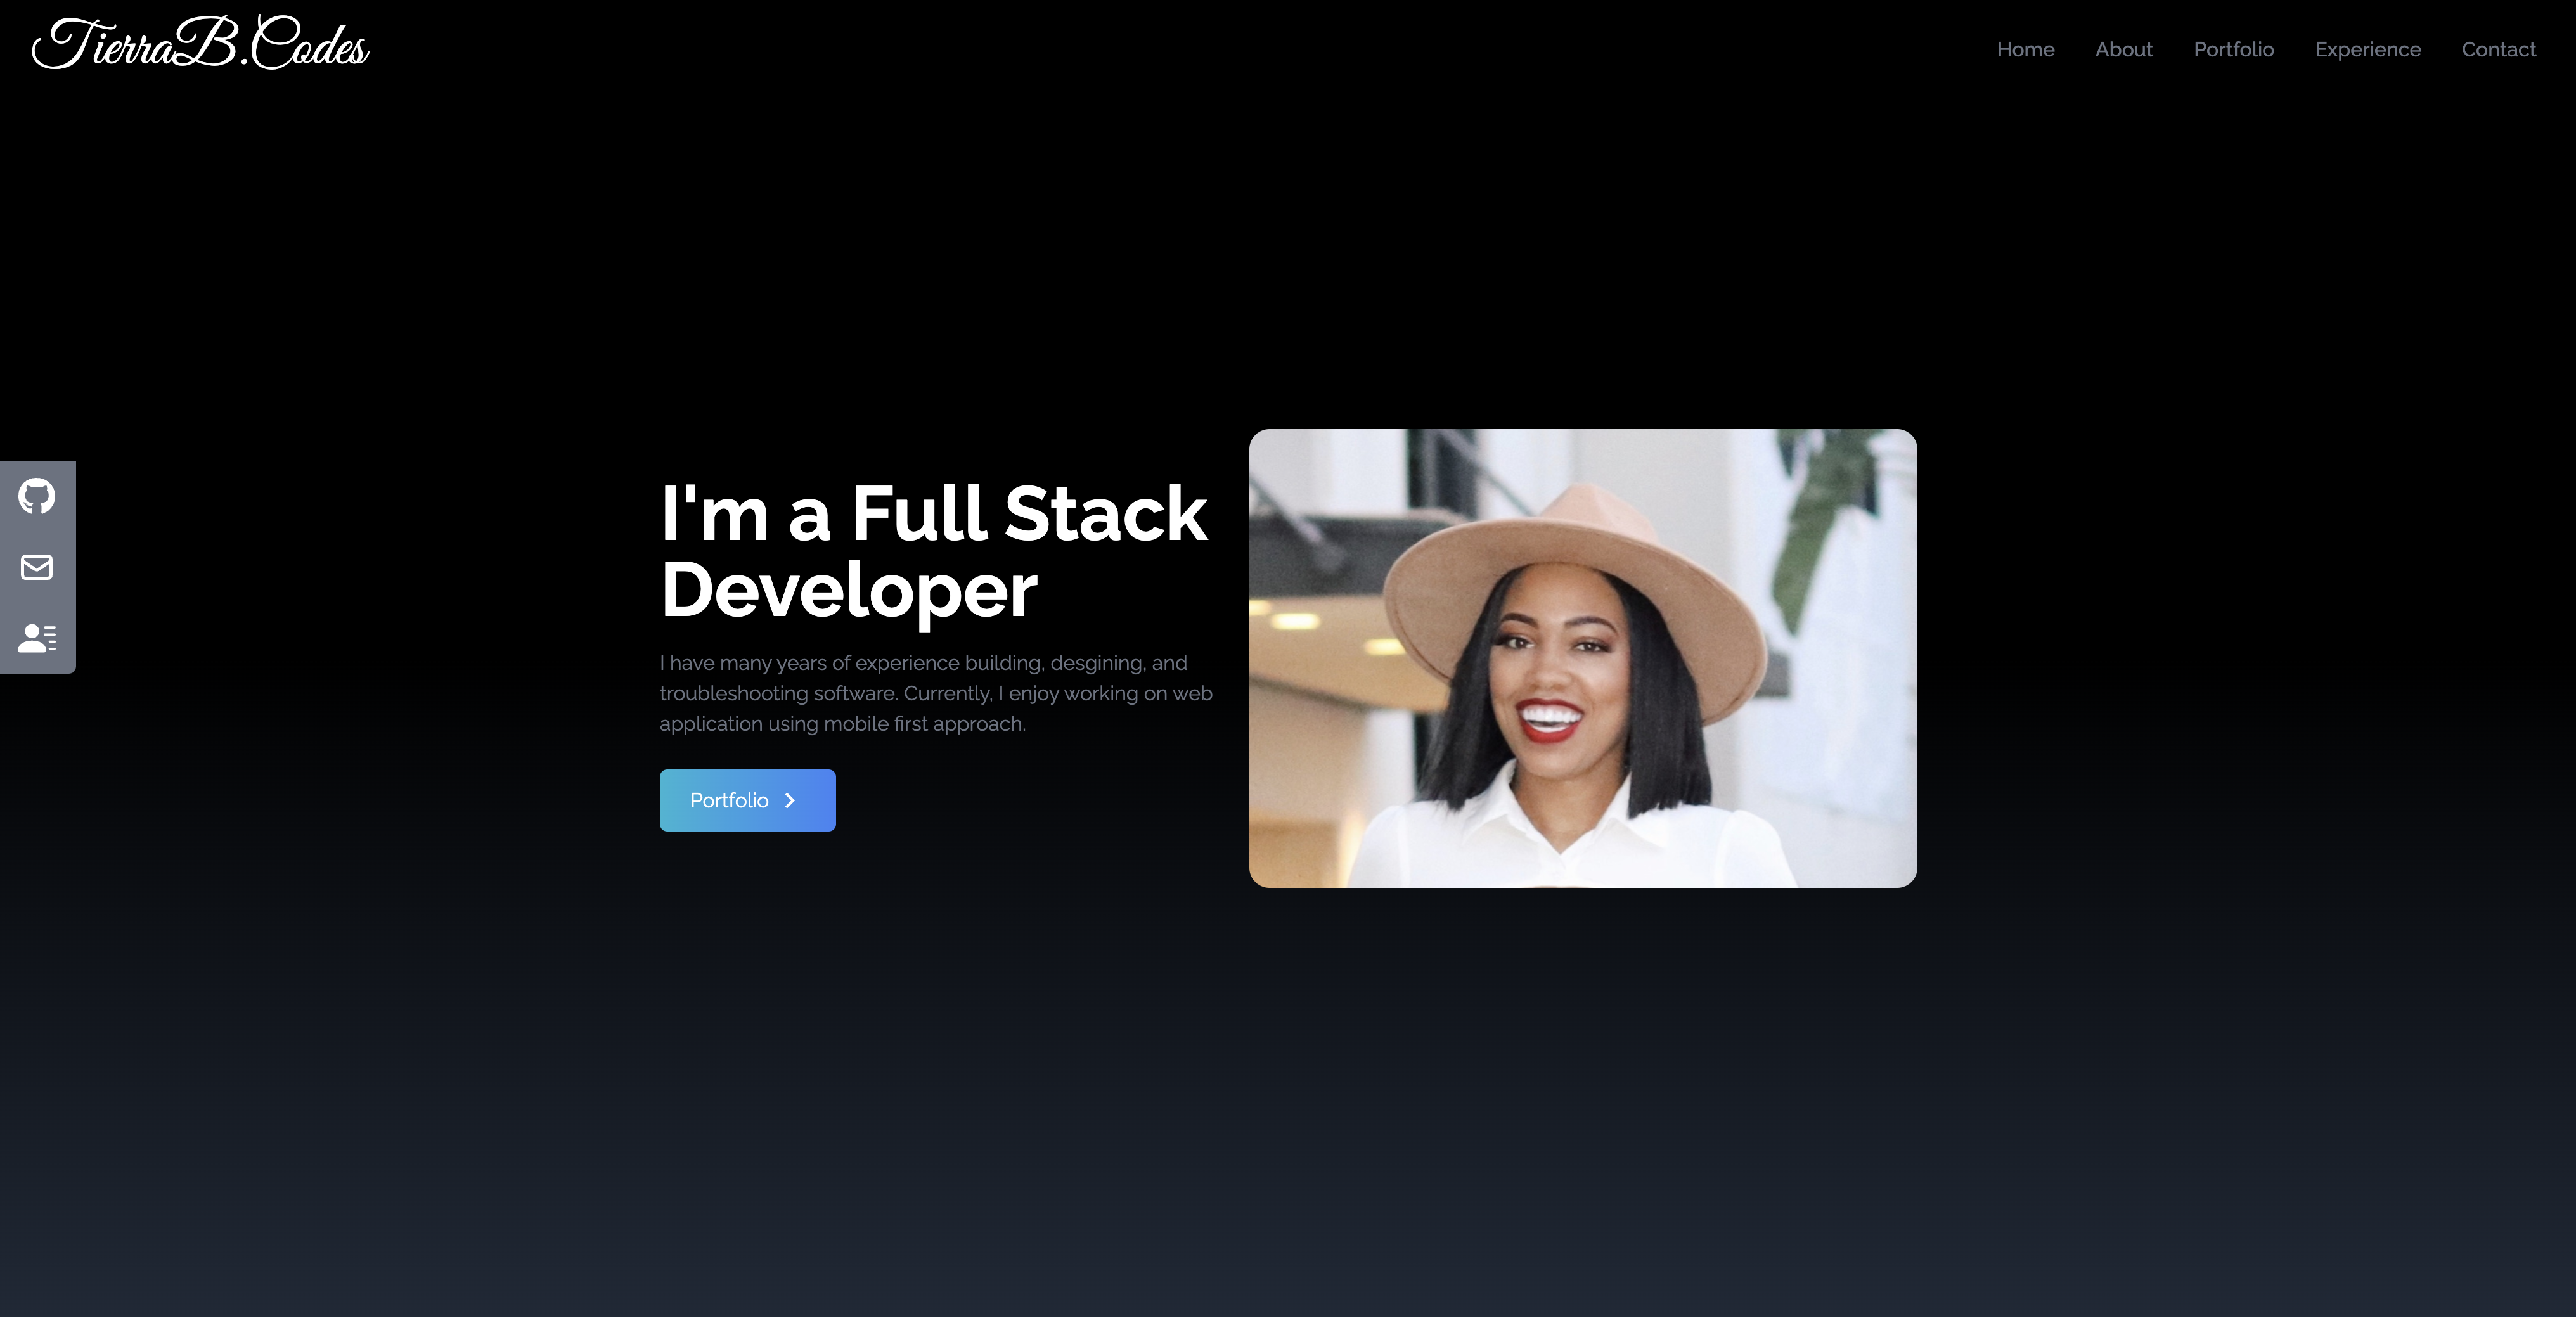 TierraB.Codes
Home About Portfolio Experience Contact
I'm a Full Stack
Developer
I have many years of experience building, desgining, and
troubleshooting software. Currently, I enjoy working on web
application using mobile first approach.
Portfolio